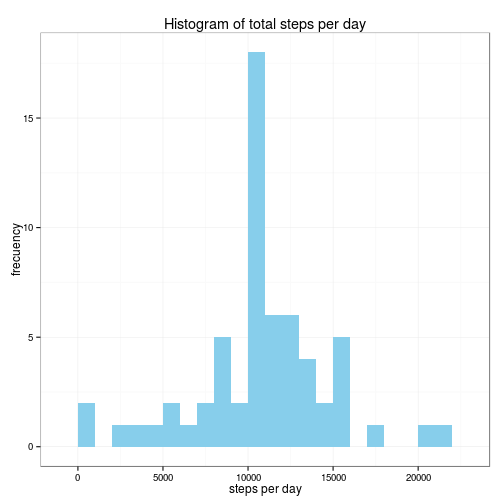 Histogram of total steps per day
frecuency
15
10
5
0
0 5000 10000 15000 20000
steps per day